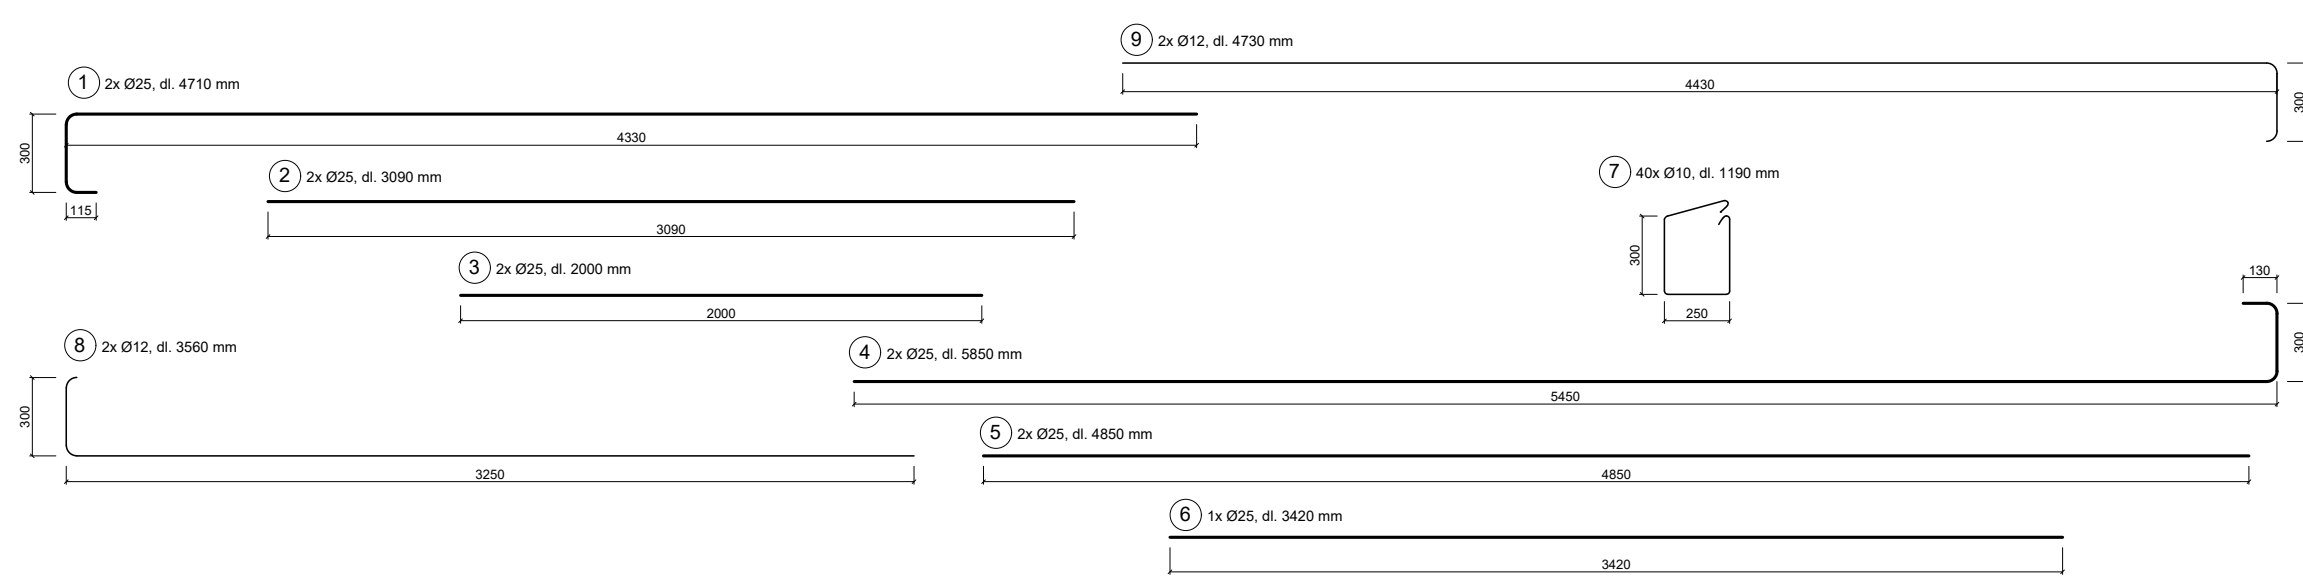 9 2x Ø12, dl. 4730 mm
4430
300
1 2x Ø25, dl. 4710 mm
4330
300
115
2 2x Ø25, dl. 3090 mm
3090
7 40x Ø10, dl. 1190 mm
300
250
3 2x Ø25, dl. 2000 mm
2000
130
300
8 2x Ø12, dl. 3560 mm
300
3250
4 2x Ø25, dl. 5850 mm
5450
5 2x Ø25, dl. 4850 mm
4850
6 1x Ø25, dl. 3420 mm
3420